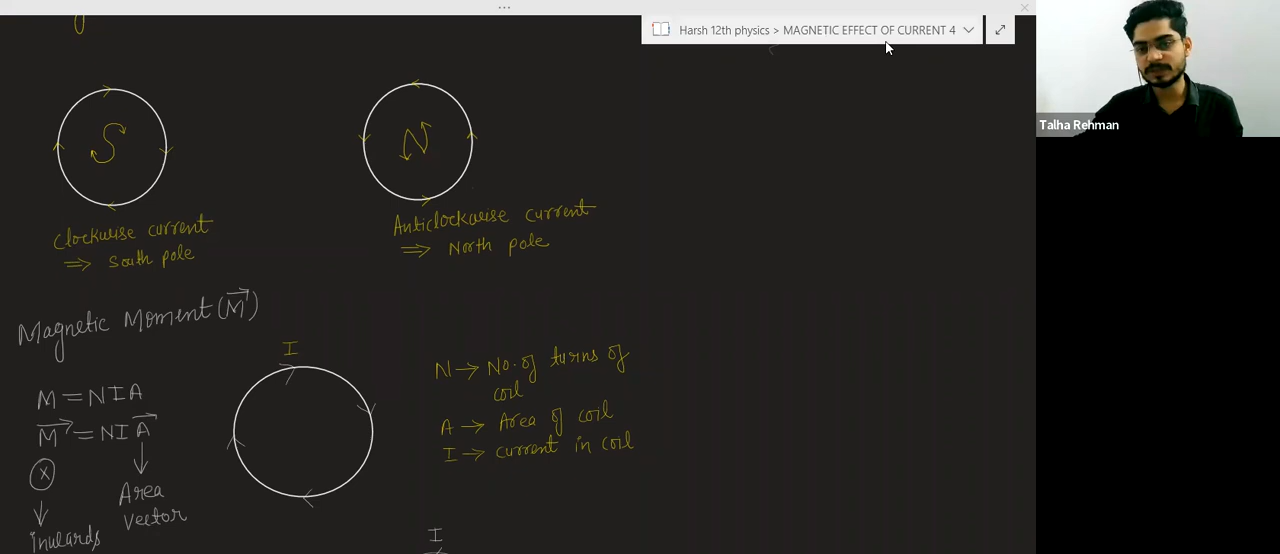 Harsh 12th physics > MAGNETIC EFFECT OF CURRENT 4
Talha Rehman
S
N
Clockwise current
⇒ South pole
Anticlockwise current
⇒ North pole
Magnetic Moment (M⃗)
I
M = NIA
M⃗ = NI A⃗
ⓧ
Area
vector
inwards
N → No. of turns of
coil
A → Area of coil
I → current in coil
I